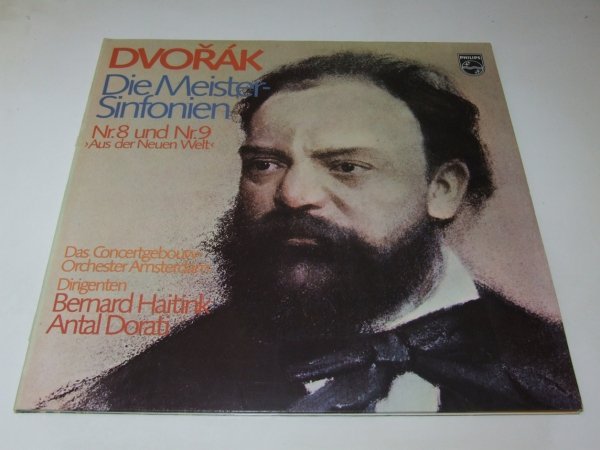 DVOŘÁK
PHILIPS
Die Meister-
Sinfonien
Nr.8 und Nr.9
›Aus der Neuen Welt‹
Das Concertgebouw-
Orchester Amsterdam
Dirigenten
Bernard Haitink
Antal Dorati